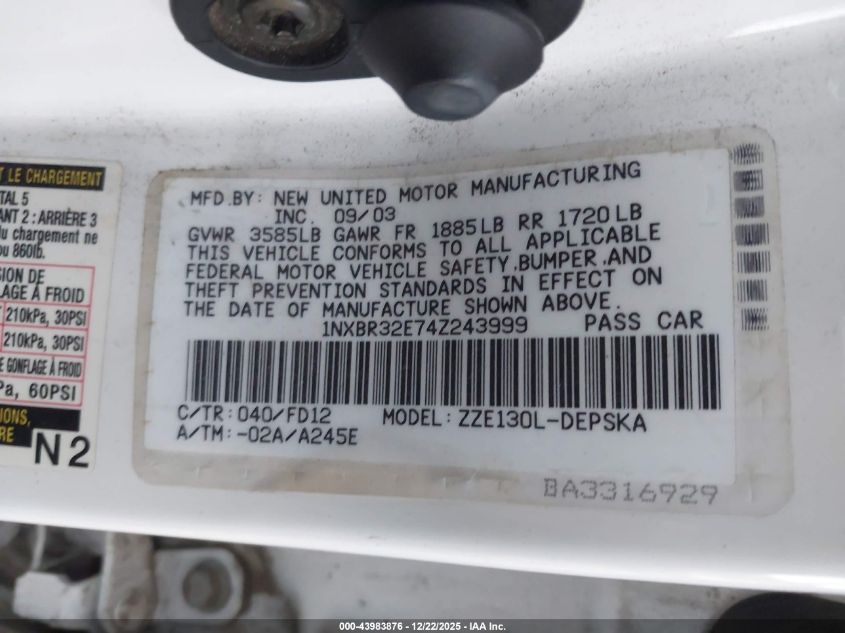 T LE CHARGEMENT
TAL 5
ANT 2 : ARRIÈRE 3
du chargement ne
ou 860lb.
SION DE
LAGE À FROID
210kPa, 30PSI
210kPa, 30PSI
E GONFLAGE À FROID
Pa, 60PSI
IONS,
RE
N2
MFD.BY: NEW UNITED MOTOR MANUFACTURING
INC. 09/03
GVWR 3585LB GAWR FR 1885LB RR 1720LB
THIS VEHICLE CONFORMS TO ALL APPLICABLE
FEDERAL MOTOR VEHICLE SAFETY,BUMPER,AND
THEFT PREVENTION STANDARDS IN EFFECT ON
THE DATE OF MANUFACTURE SHOWN ABOVE.
1NXBR32E74Z243999 PASS CAR
C/TR:040/FD12 MODEL:ZZE130L-DEPSKA
A/TM:-02A/A245E
BA3316929
000-43983876 - 12/22/2025 - IAA Inc.